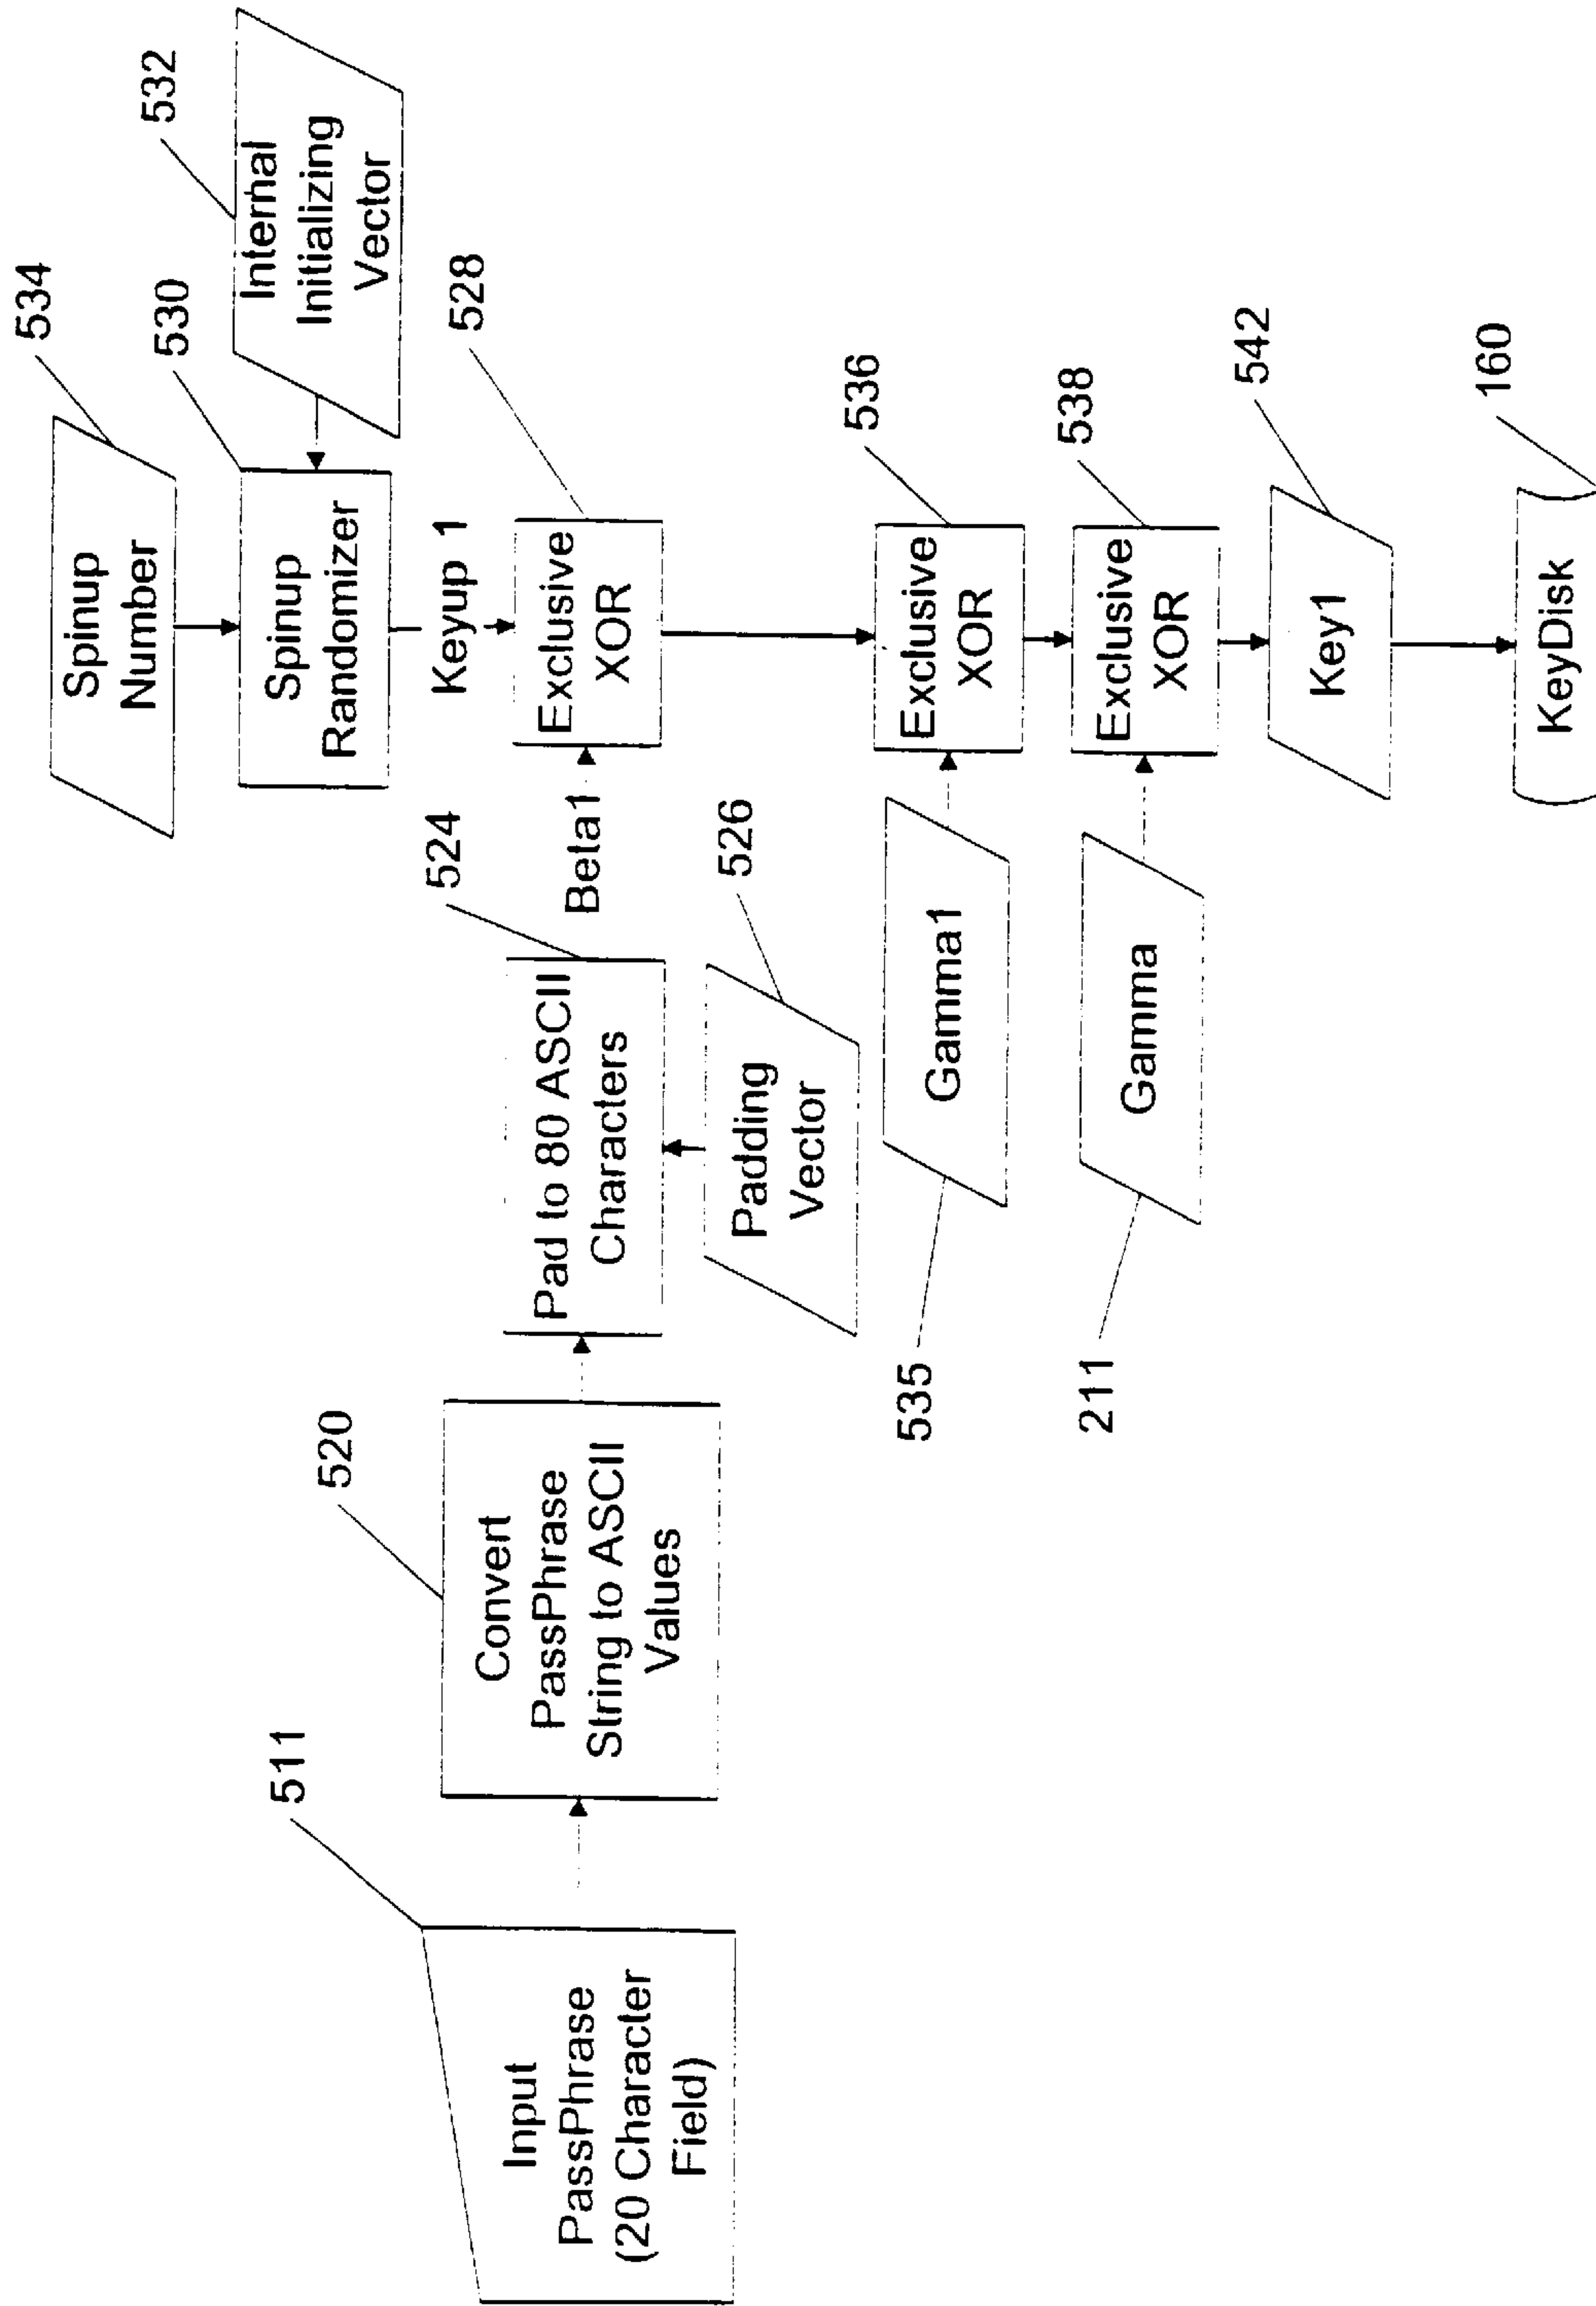 534
Spinup
Number
530
Spinup
Randomizer
532
Internal
Initializing
Vector
Keyup 1
528
Exclusive
XOR
Beta1
511
Input
PassPhrase
(20 Character
Field)
520
Convert
PassPhrase
String to ASCII
Values
524
Pad to 80 ASCII
Characters
526
Padding
Vector
536
Exclusive
XOR
535
Gamma1
538
Exclusive
XOR
211
Gamma
542
Key1
160
KeyDisk